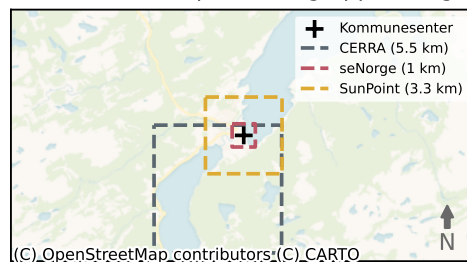 Kommunesenter
CERRA (5.5 km)
seNorge (1 km)
SunPoint (3.3 km)
N
(C) OpenStreetMap contributors (C) CARTO